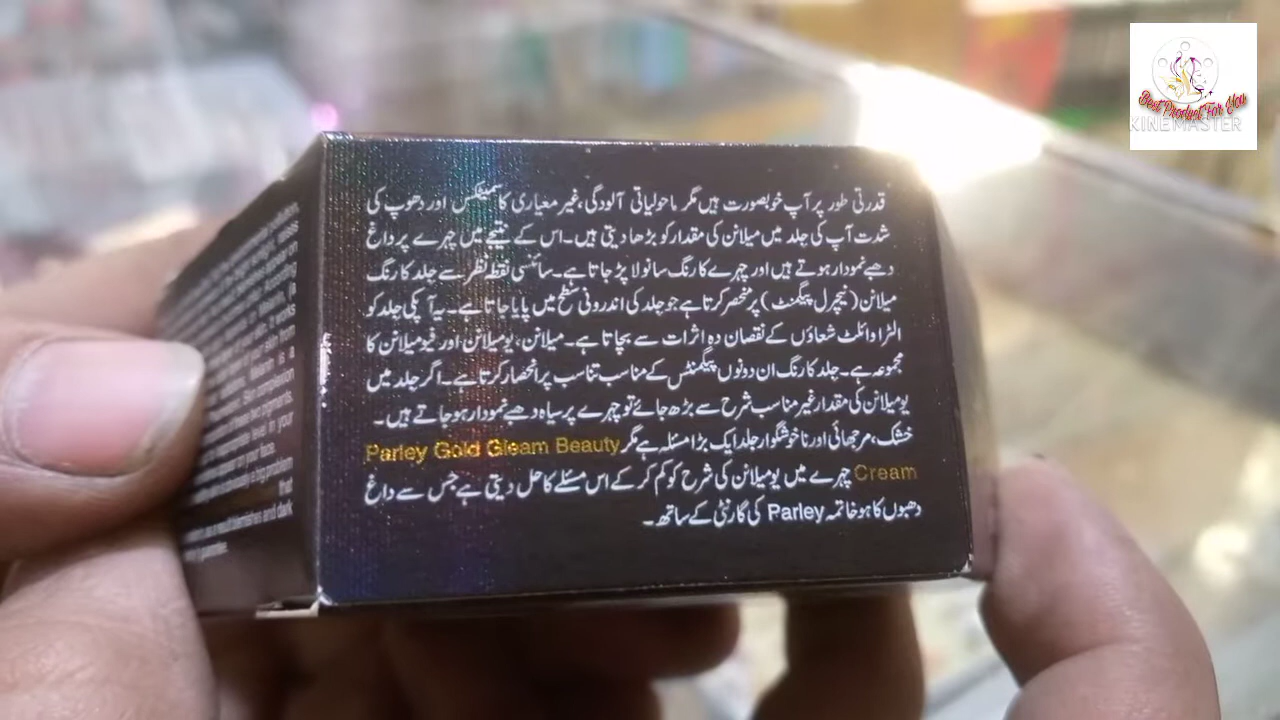 قدرتی طور پر آپ خوبصورت ہیں مگر ماحولیاتی آلودگی ،غیر معیاری کاسمیٹکس اور دھوپ کی
شدت آپ کی جلد میں میلانن کی مقدار کو بڑھا دیتی ہیں۔اس کے نتیجے میں چہرے پر داغ
دھبے نمودار ہوتے ہیں اور چہرے کا رنگ سانولا پڑ جاتا ہے۔سائنسی نقطہ نظر سے جلد کا رنگ
میلانن (نیچرل پیگمنٹ) پر منحصر کرتا ہے جو جلد کی اندرونی سطح میں پایا جاتا ہے۔ یہ آپکی جلد کو
الٹرا وائلٹ شعاؤں کے نقصان دہ اثرات سے بچاتا ہے۔ میلانن، یومیلانن اور فیومیلانن کا
مجموعہ ہے۔ جلد کا رنگ ان دونوں پیگمنٹس کے مناسب تناسب پر انحصار کرتا ہے۔ اگر جلد میں
یومیلانن کی مقدار غیر مناسب شرح سے بڑھ جائے تو چہرے پر سیاہ دھبے نمودار ہو جاتے ہیں۔
خشک، مرجھائی اور ناخوشگوار جلد ایک بڑا مسئلہ ہے مگر Parley Gold Gleam Beauty
Cream چہرے میں یومیلانن کی شرح کو کم کر کے اس مسئلے کا حل دیتی ہے جس سے داغ
دھبوں کا ہو خاتمہ Parley کی گارنٹی کے ساتھ۔
Best Product For You
KINEMASTER